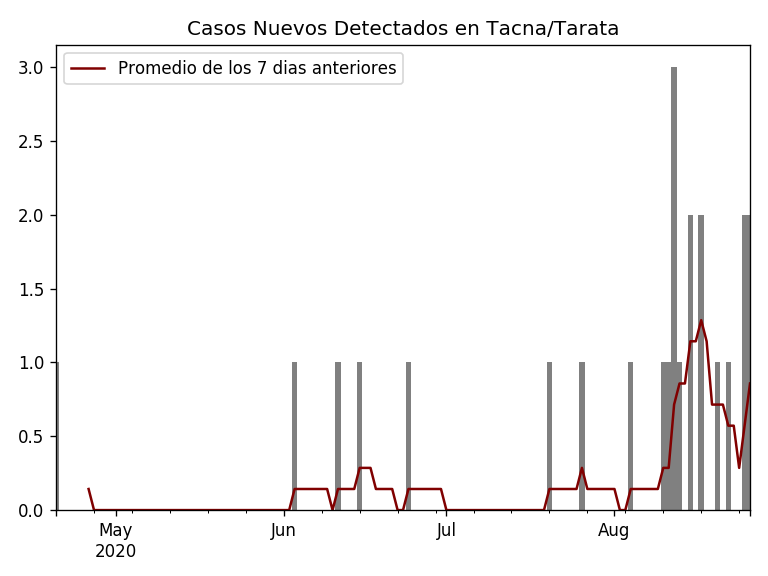 Casos Nuevos Detectados en Tacna/Tarata
Promedio de los 7 dias anteriores
3.0
2.5
2.0
1.5
1.0
0.5
0.0
May Jun Jul Aug
2020